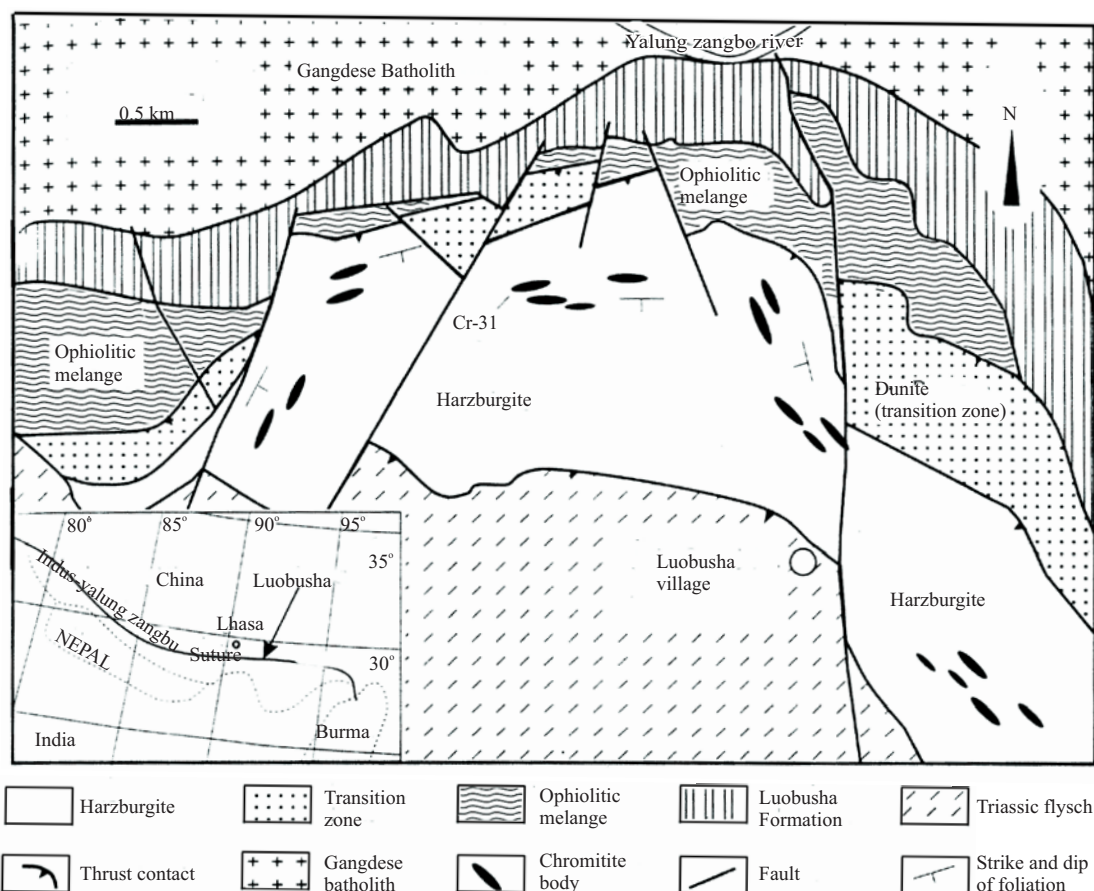 Yalung zangbo river
Gangdese Batholith
0.5 km
N
Ophiolitic
melange
Cr-31
Ophiolitic
melange
Harzburgite
Dunite
(transition zone)
Luobusha
village
Harzburgite
80°
85°
90°
95°
35°
China
Luobusha
Indus-yalung zangbu
Lhasa
Suture
NEPAL
30°
India
Burma
Harzburgite
Transition
zone
Ophiolitic
melange
Luobusha
Formation
Triassic flysch
Thrust contact
Gangdese
batholith
Chromitite
body
Fault
Strike and dip
of foliation